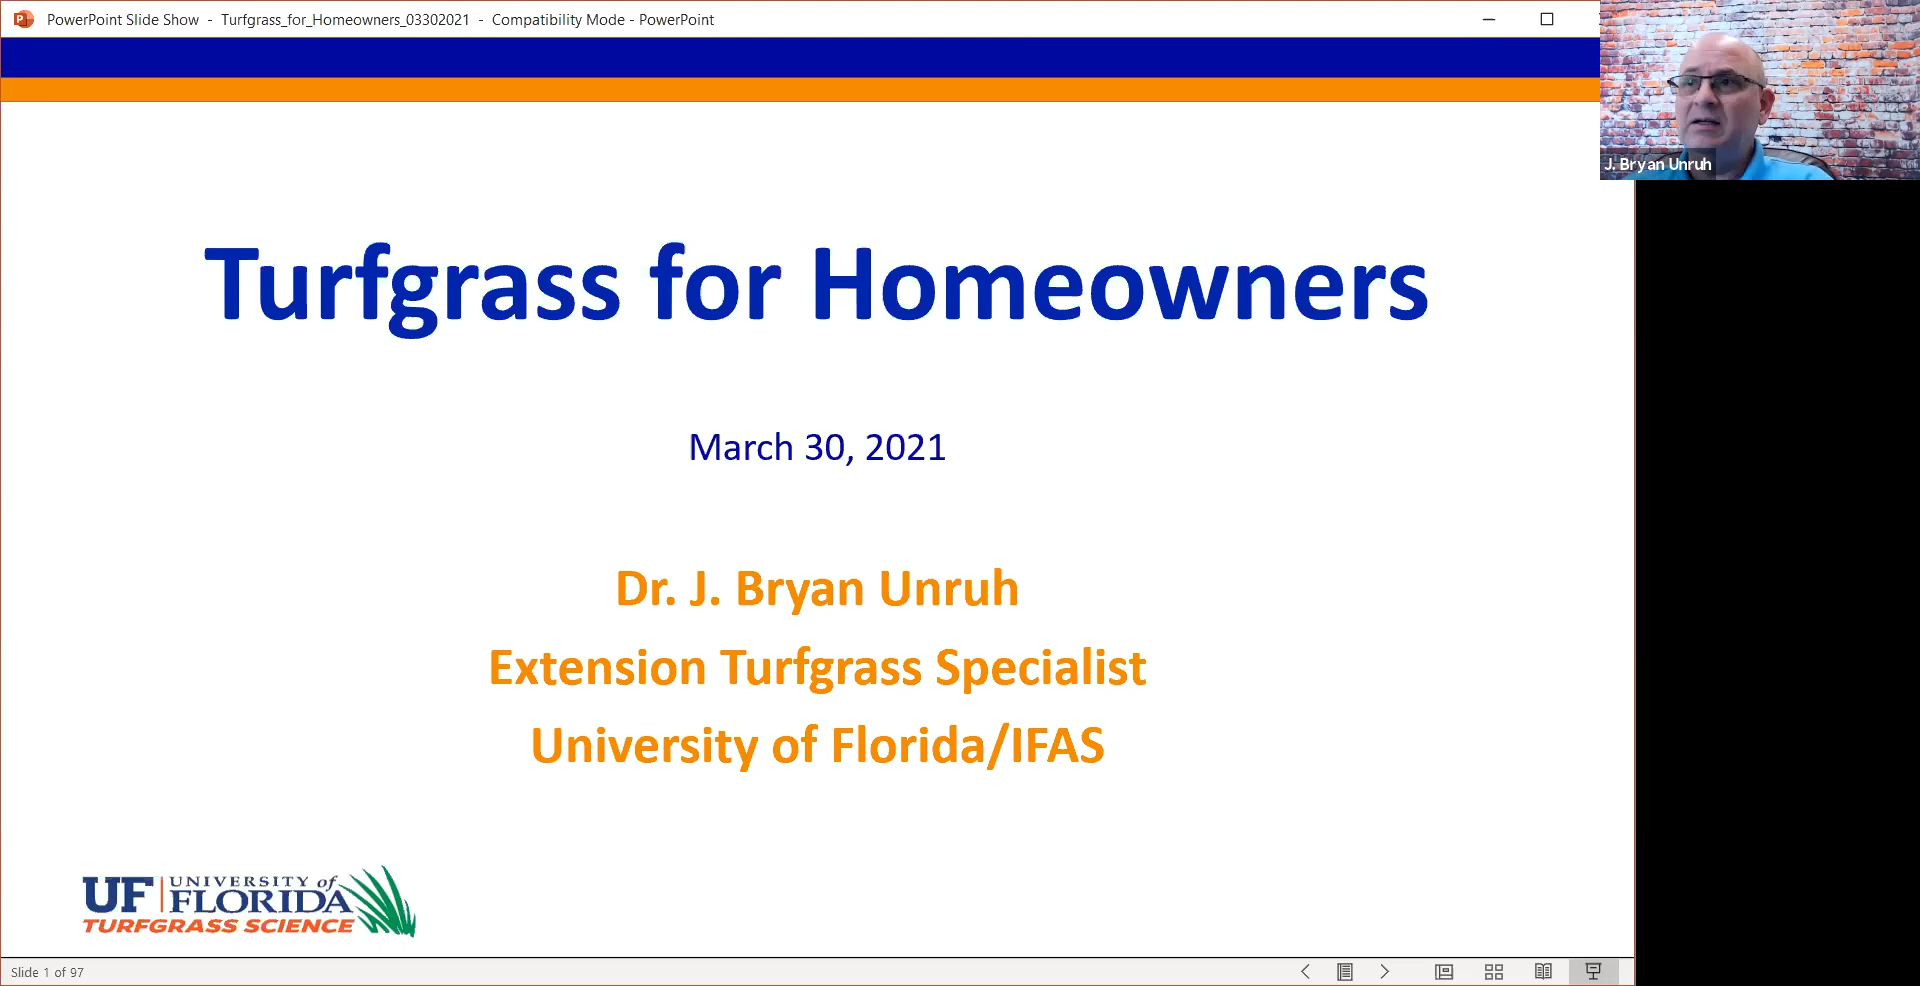 PowerPoint Slide Show - Turfgrass_for_Homeowners_03302021 - Compatibility Mode - PowerPoint
J. Bryan Unruh
Turfgrass for Homeowners
March 30, 2021
Dr. J. Bryan Unruh
Extension Turfgrass Specialist
University of Florida/IFAS
UF UNIVERSITY of
FLORIDA
TURFGRASS SCIENCE
Slide 1 of 97